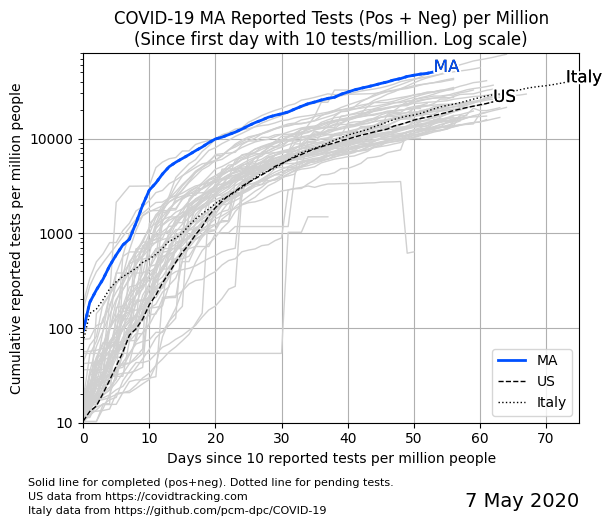 COVID-19 MA Reported Tests (Pos + Neg) per Million
(Since first day with 10 tests/million. Log scale)
Cumulative reported tests per million people
10000
1000
100
10
MA
Italy
US
MA
US
Italy
0 10 20 30 40 50 60 70
Days since 10 reported tests per million people
Solid line for completed (pos+neg). Dotted line for pending tests.
US data from https://covidtracking.com
Italy data from https://github.com/pcm-dpc/COVID-19
7 May 2020